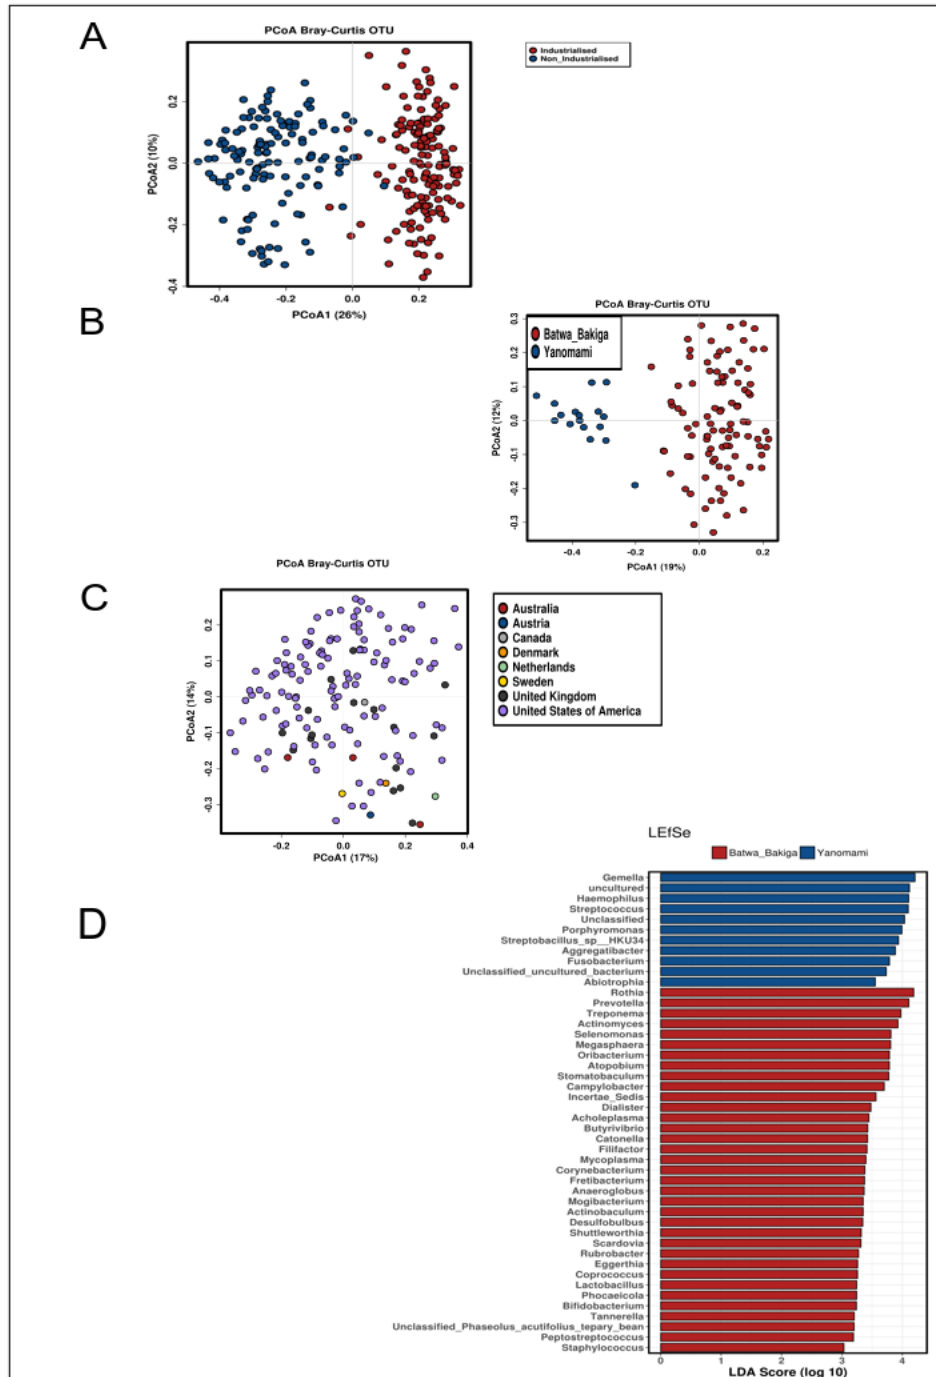 A
PCoA Bray-Curtis OTU
Industrialised
Non_Industrialised
PCoA2 (10%)
0.2
0.0
-0.2
-0.4
-0.4 -0.2 0.0 0.2
PCoA1 (26%)
B
PCoA Bray-Curtis OTU
Batwa_Bakiga
Yanomami
PCoA2 (12%)
0.3
0.2
0.1
0.0
-0.1
-0.2
-0.3
-0.4 -0.2 0.0 0.2
PCoA1 (19%)
C
PCoA Bray-Curtis OTU
Australia
Austria
Canada
Denmark
Netherlands
Sweden
United Kingdom
United States of America
PCoA2 (14%)
0.2
0.1
0.0
-0.1
-0.2
-0.3
-0.2 0.0 0.2 0.4
PCoA1 (17%)
D
LEfSe
Batwa_Bakiga Yanomami
Gemella
uncultured
Haemophilus
Streptococcus
Unclassified
Porphyromonas
Streptobacillus_sp__HKU34
Aggregatibacter
Fusobacterium
Unclassified_uncultured_bacterium
Abiotrophia
Rothia
Prevotella
Treponema
Actinomyces
Selenomonas
Megasphaera
Oribacterium
Atopobium
Stomatobaculum
Campylobacter
Incertae_Sedis
Dialister
Acholeplasma
Butyrivibrio
Catonella
Filifactor
Mycoplasma
Corynebacterium
Fretibacterium
Anaeroglobus
Mogibacterium
Actinobaculum
Desulfobulbus
Shuttleworthia
Scardovia
Rubrobacter
Eggerthia
Coprococcus
Lactobacillus
Phocaeicola
Bifidobacterium
Tannerella
Unclassified_Phaseolus_acutifolius_tepary_bean
Peptostreptococcus
Staphylococcus
0 1 2 3 4
LDA Score (log 10)